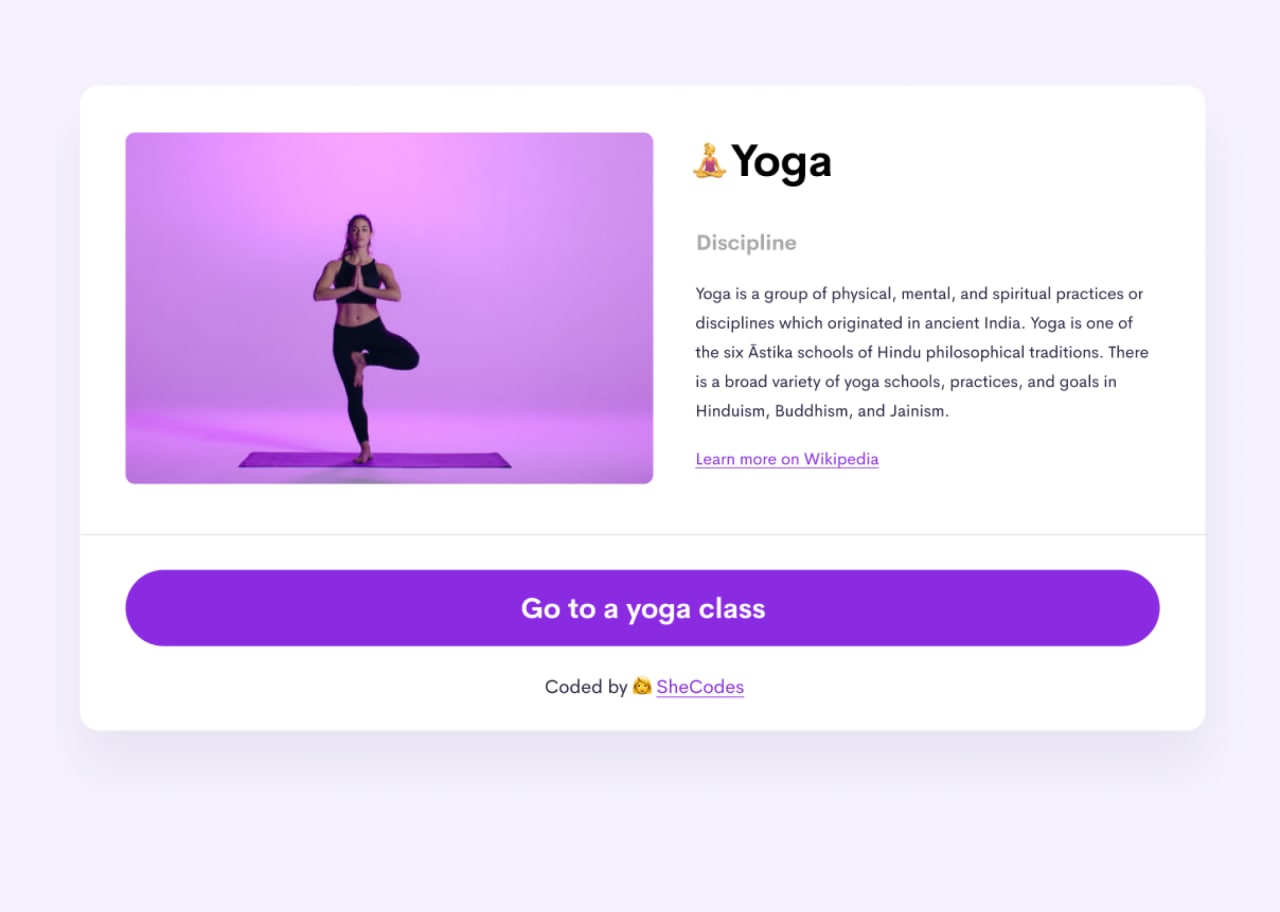 🧘‍♀️Yoga
Discipline
Yoga is a group of physical, mental, and spiritual practices or
disciplines which originated in ancient India. Yoga is one of
the six Āstika schools of Hindu philosophical traditions. There
is a broad variety of yoga schools, practices, and goals in
Hinduism, Buddhism, and Jainism.
Learn more on Wikipedia
Go to a yoga class
Coded by 👩 SheCodes